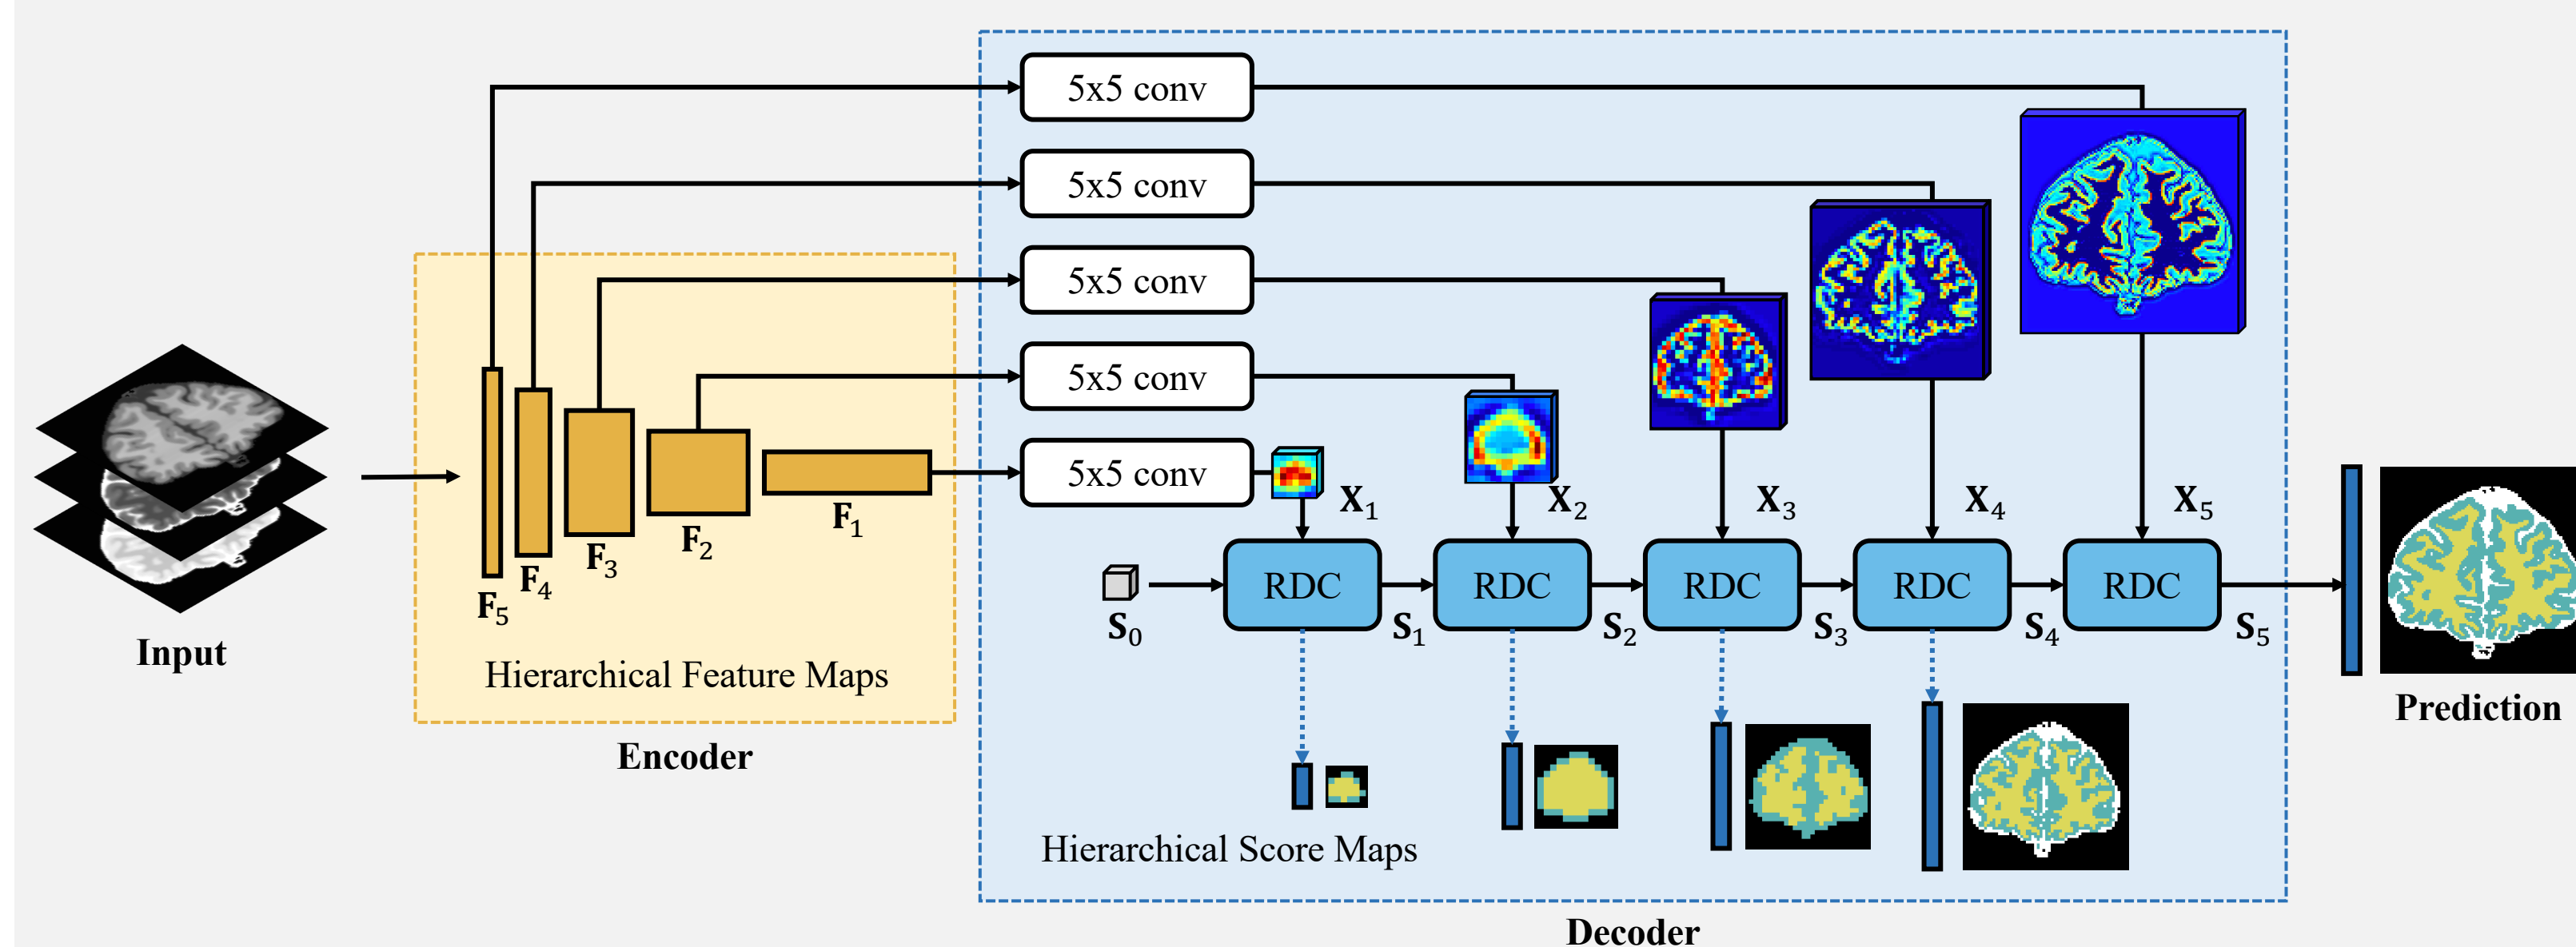 5x5 conv
5x5 conv
5x5 conv
5x5 conv
5x5 conv
X₁
X₂
X₃
X₄
X₅
F₁
F₂
F₃
F₄
F₅
RDC
RDC
RDC
RDC
RDC
S₀
S₁
S₂
S₃
S₄
S₅
Input
Hierarchical Feature Maps
Encoder
Prediction
Hierarchical Score Maps
Decoder